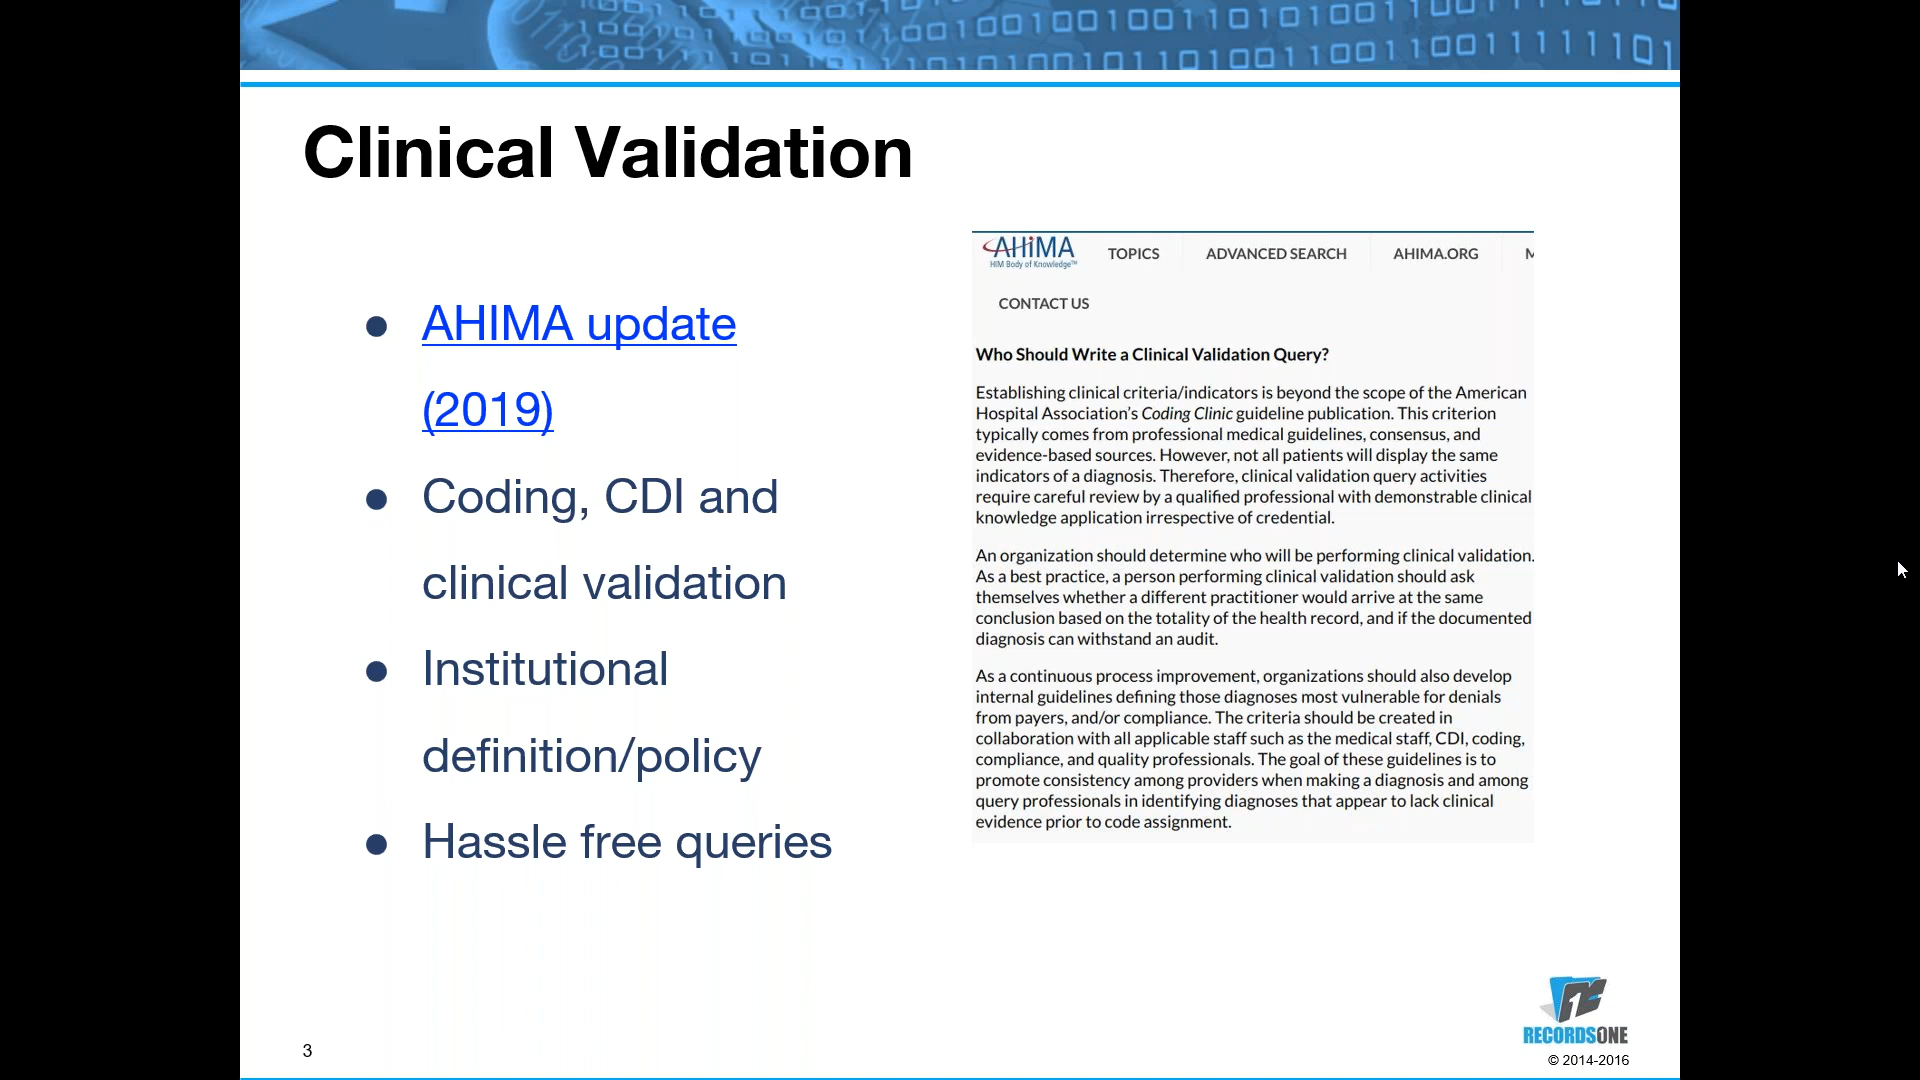 Clinical Validation
● AHIMA update
(2019)
● Coding, CDI and
clinical validation
● Institutional
definition/policy
● Hassle free queries
AHIMA
HIM Body of Knowledge™
TOPICS
ADVANCED SEARCH
AHIMA.ORG
CONTACT US
Who Should Write a Clinical Validation Query?
Establishing clinical criteria/indicators is beyond the scope of the American
Hospital Association's Coding Clinic guideline publication. This criterion
typically comes from professional medical guidelines, consensus, and
evidence-based sources. However, not all patients will display the same
indicators of a diagnosis. Therefore, clinical validation query activities
require careful review by a qualified professional with demonstrable clinical
knowledge application irrespective of credential.
An organization should determine who will be performing clinical validation.
As a best practice, a person performing clinical validation should ask
themselves whether a different practitioner would arrive at the same
conclusion based on the totality of the health record, and if the documented
diagnosis can withstand an audit.
As a continuous process improvement, organizations should also develop
internal guidelines defining those diagnoses most vulnerable for denials
from payers, and/or compliance. The criteria should be created in
collaboration with all applicable staff such as the medical staff, CDI, coding,
compliance, and quality professionals. The goal of these guidelines is to
promote consistency among providers when making a diagnosis and among
query professionals in identifying diagnoses that appear to lack clinical
evidence prior to code assignment.
3
RECORDSONE
© 2014-2016